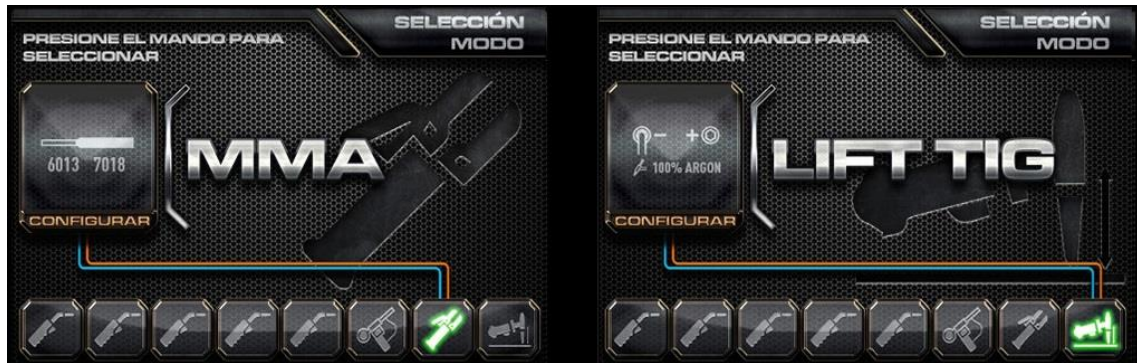 PRESIONE EL MANDO PARA
SELECCIONAR
SELECCIÓN
MODO
6013 7018
MMA
CONFIGURAR
PRESIONE EL MANDO PARA
SELECCIONAR
SELECCIÓN
MODO
- +
100% ARGON
LIFT TIG
CONFIGURAR